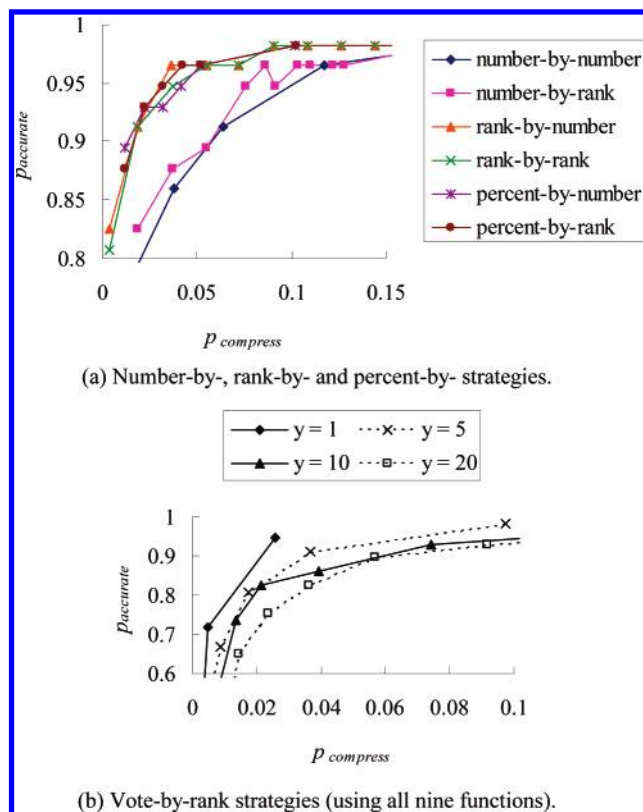 1
0.95
0.9
0.85
0.8
p accurate
0 0.05 0.1 0.15
p compress
number-by-number
number-by-rank
rank-by-number
rank-by-rank
percent-by-number
percent-by-rank
(a) Number-by-, rank-by- and percent-by- strategies.
y = 1 y = 5
y = 10 y = 20
1
0.9
0.8
0.7
0.6
p accurate
0 0.02 0.04 0.06 0.08 0.1
p compress
(b) Vote-by-rank strategies (using all nine functions).